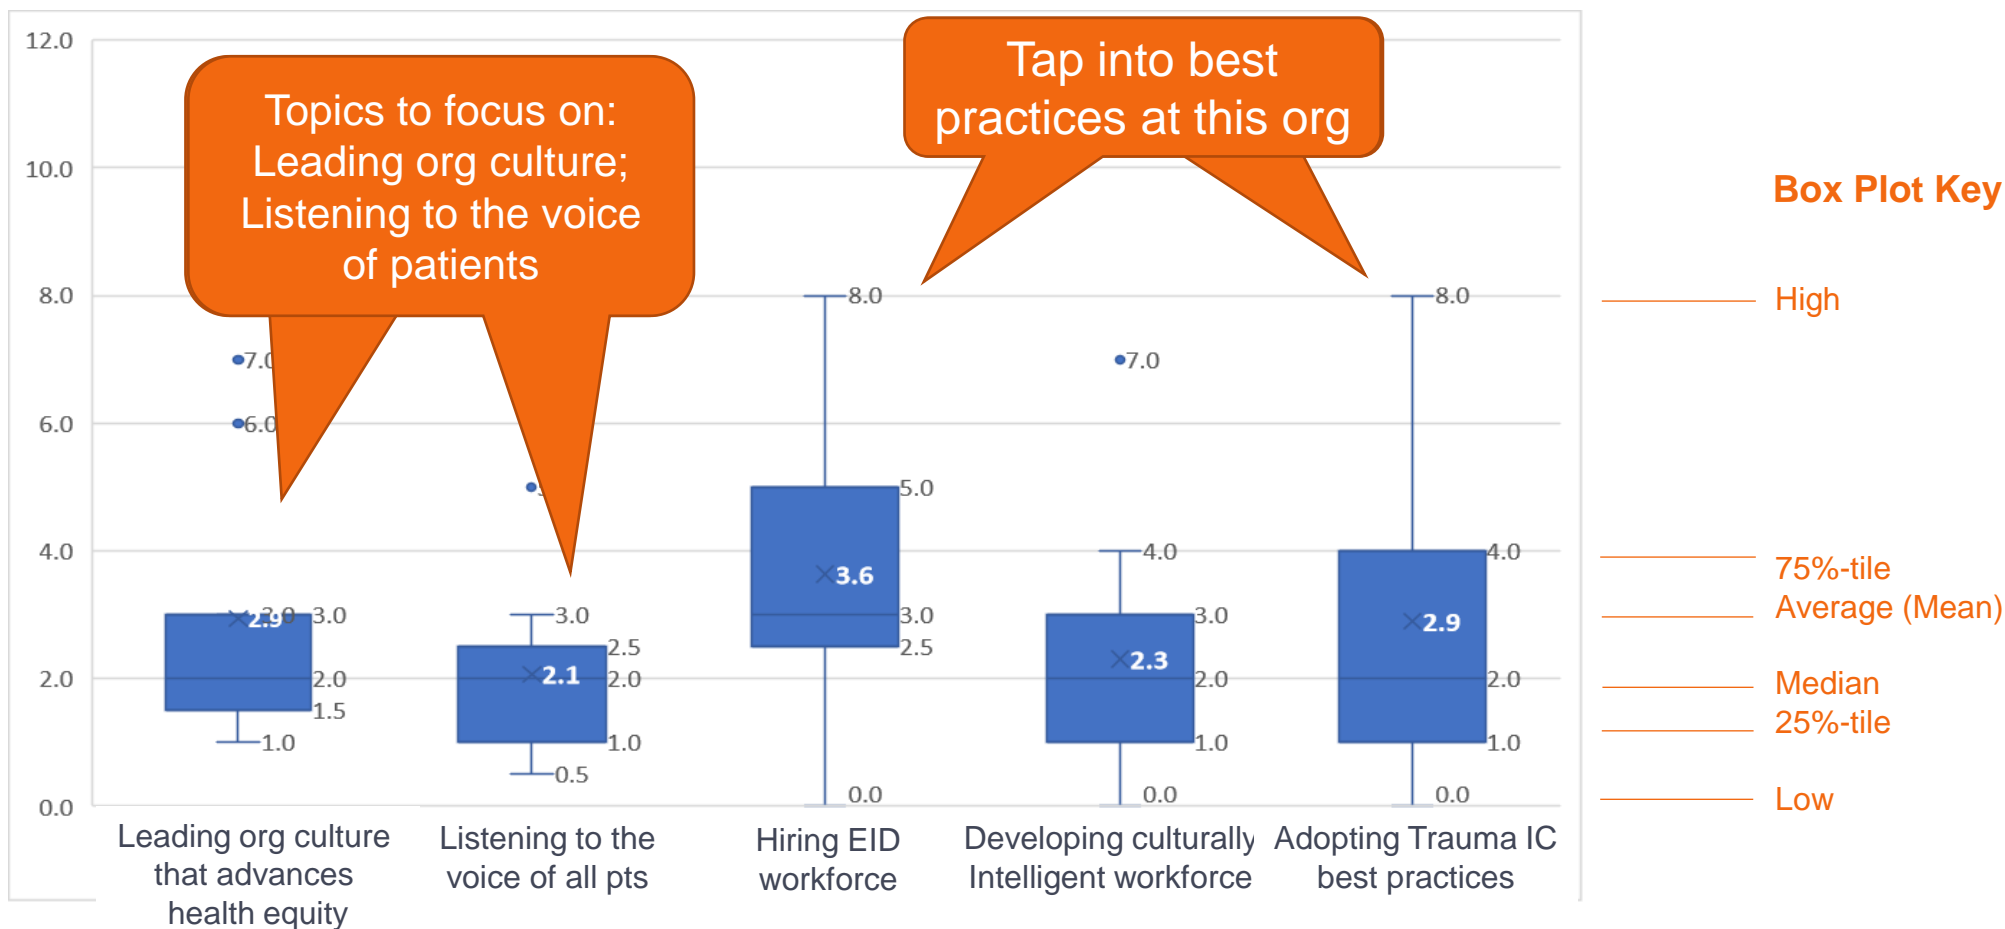 12.0
10.0
8.0
6.0
4.0
2.0
0.0
Topics to focus on:
Leading org culture;
Listening to the voice
of patients
Tap into best
practices at this org
7.0
6.0
3.0
2.9
3.0
2.0
1.5
1.0
3.0
2.5
2.1
2.0
1.0
0.5
8.0
5.0
3.6
3.0
2.5
0.0
7.0
4.0
3.0
2.3
2.0
1.0
0.0
8.0
4.0
2.9
2.0
1.0
0.0
Leading org culture
that advances
health equity
Listening to the
voice of all pts
Hiring EID
workforce
Developing culturally
Intelligent workforce
Adopting Trauma IC
best practices
Box Plot Key
High
75%-tile
Average (Mean)
Median
25%-tile
Low